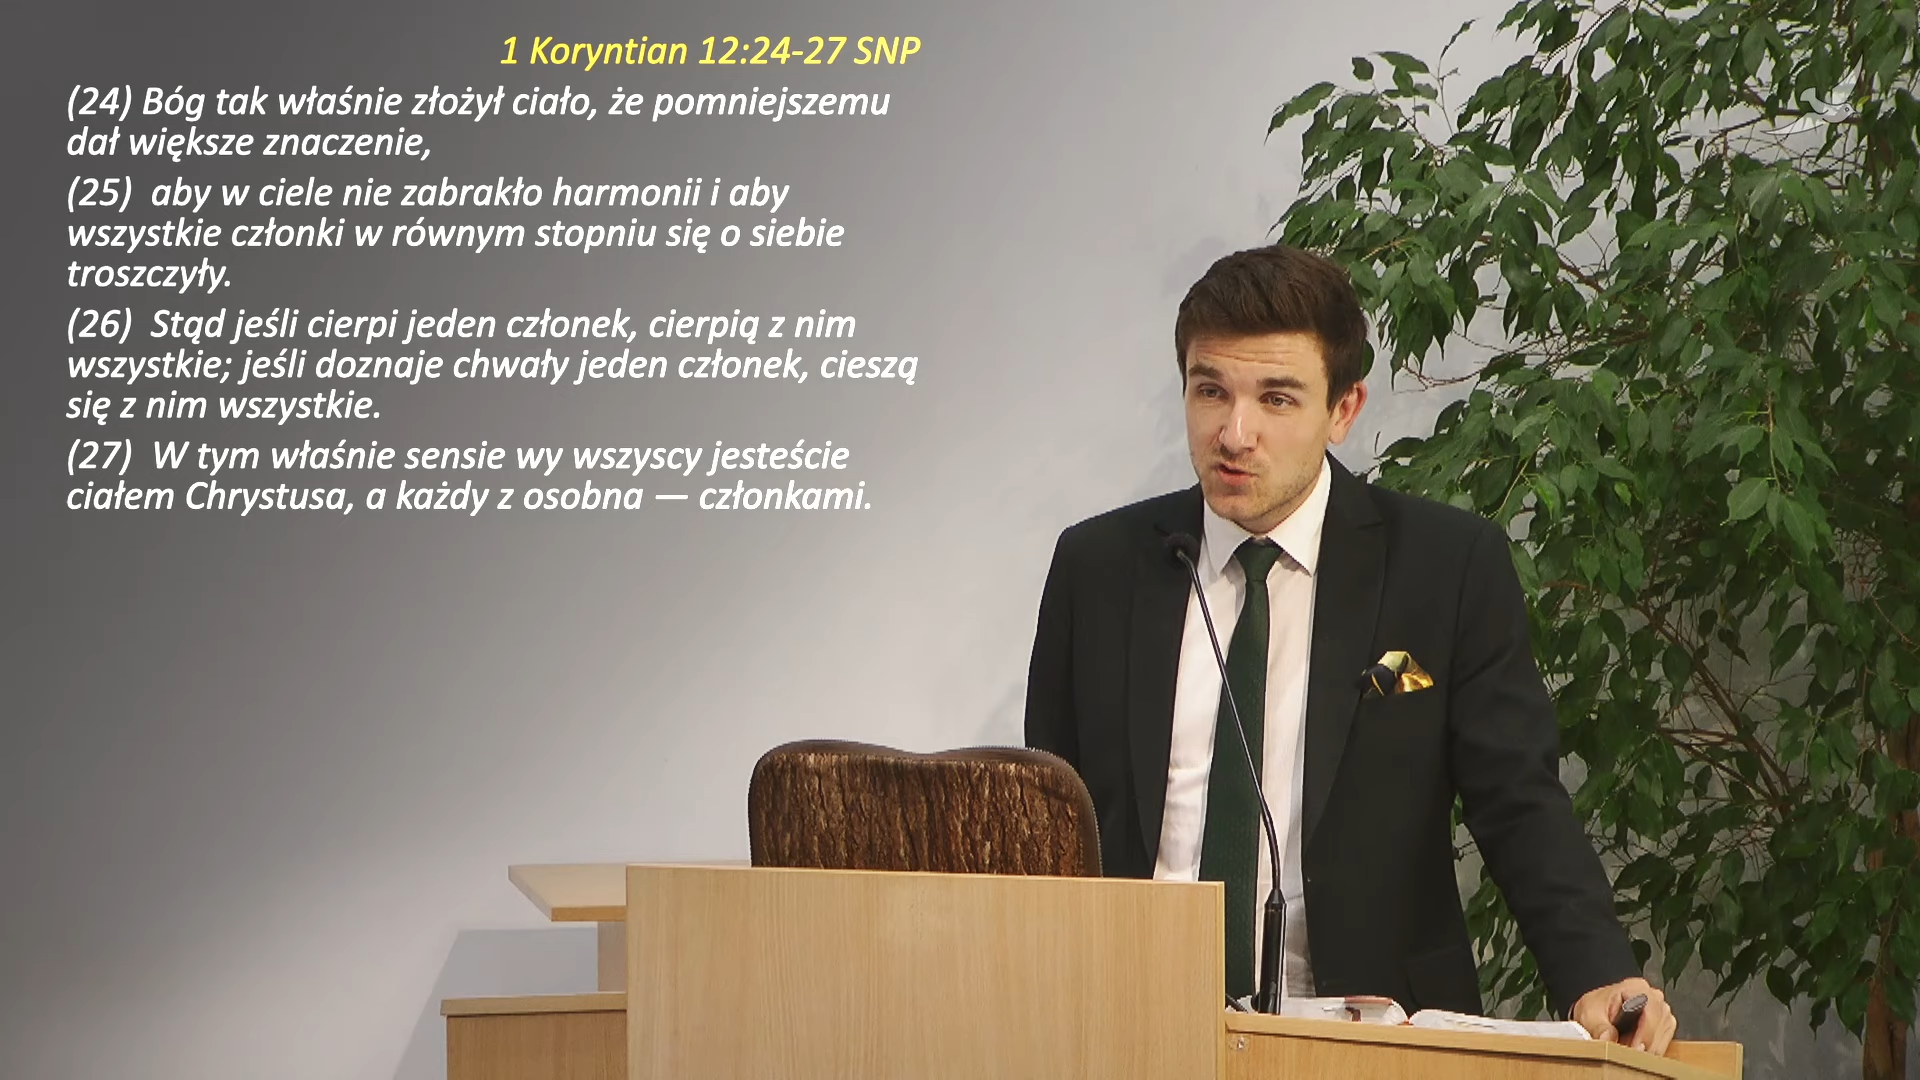 1 Koryntian 12:24-27 SNP
(24) Bóg tak właśnie złożył ciało, że pomniejszemu
dał większe znaczenie,
(25)  aby w ciele nie zabrakło harmonii i aby
wszystkie członki w równym stopniu się o siebie
troszczyły.
(26)  Stąd jeśli cierpi jeden członek, cierpią z nim
wszystkie; jeśli doznaje chwały jeden członek, cieszą
się z nim wszystkie.
(27)  W tym właśnie sensie wy wszyscy jesteście
ciałem Chrystusa, a każdy z osobna — członkami.